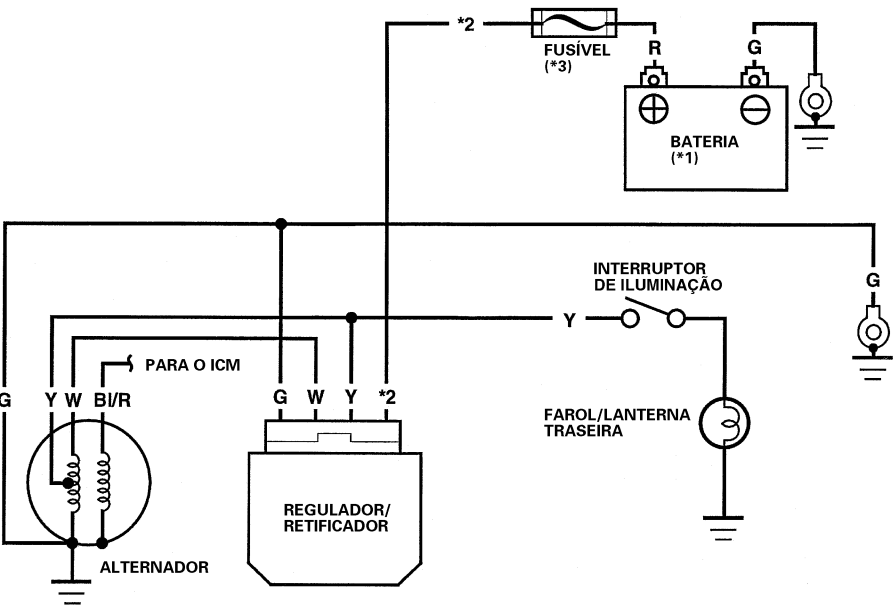 *2
FUSÍVEL
(*3)
R
G
BATERIA
(*1)
G
INTERRUPTOR
DE ILUMINAÇÃO
Y
PARA O ICM
G
Y
W
Bl/R
G
W
Y
*2
FAROL/LANTERNA
TRASEIRA
REGULADOR/
RETIFICADOR
ALTERNADOR